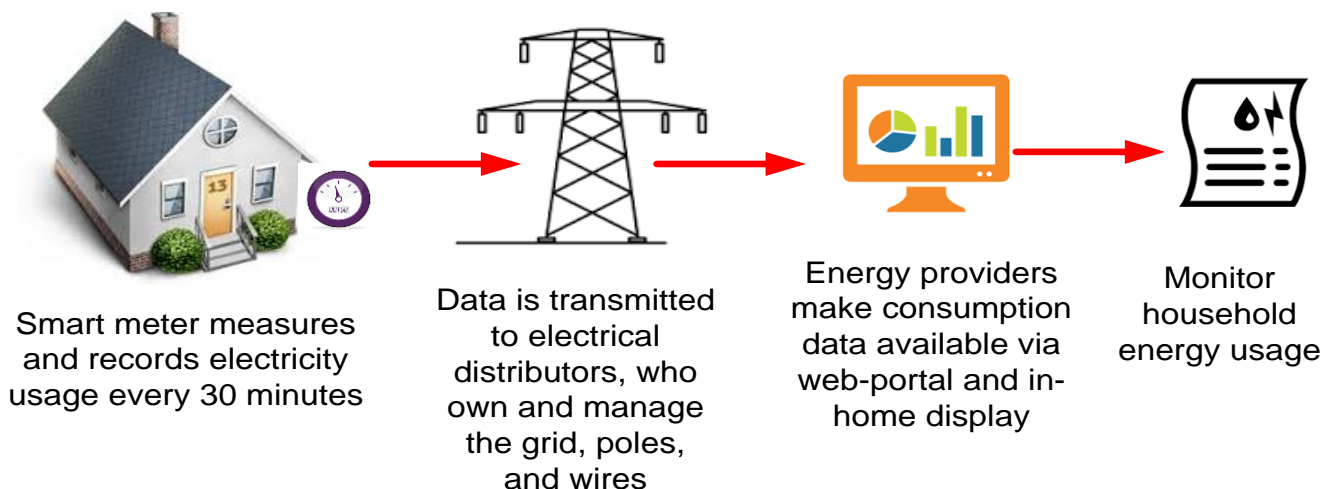 13
Smart meter measures
and records electricity
usage every 30 minutes
Data is transmitted
to electrical
distributors, who
own and manage
the grid, poles,
and wires
Energy providers
make consumption
data available via
web-portal and in-
home display
Monitor
household
energy usage